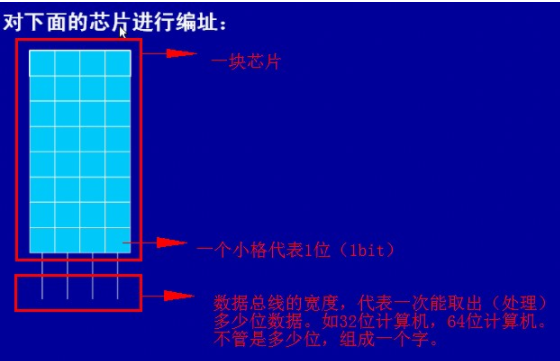 对下面的芯片进行编址：
一块芯片
一个小格代表1位（1bit）
数据总线的宽度，代表一次能取出（处理）
多少位数据。如32位计算机，64位计算机。
不管是多少位，组成一个字。